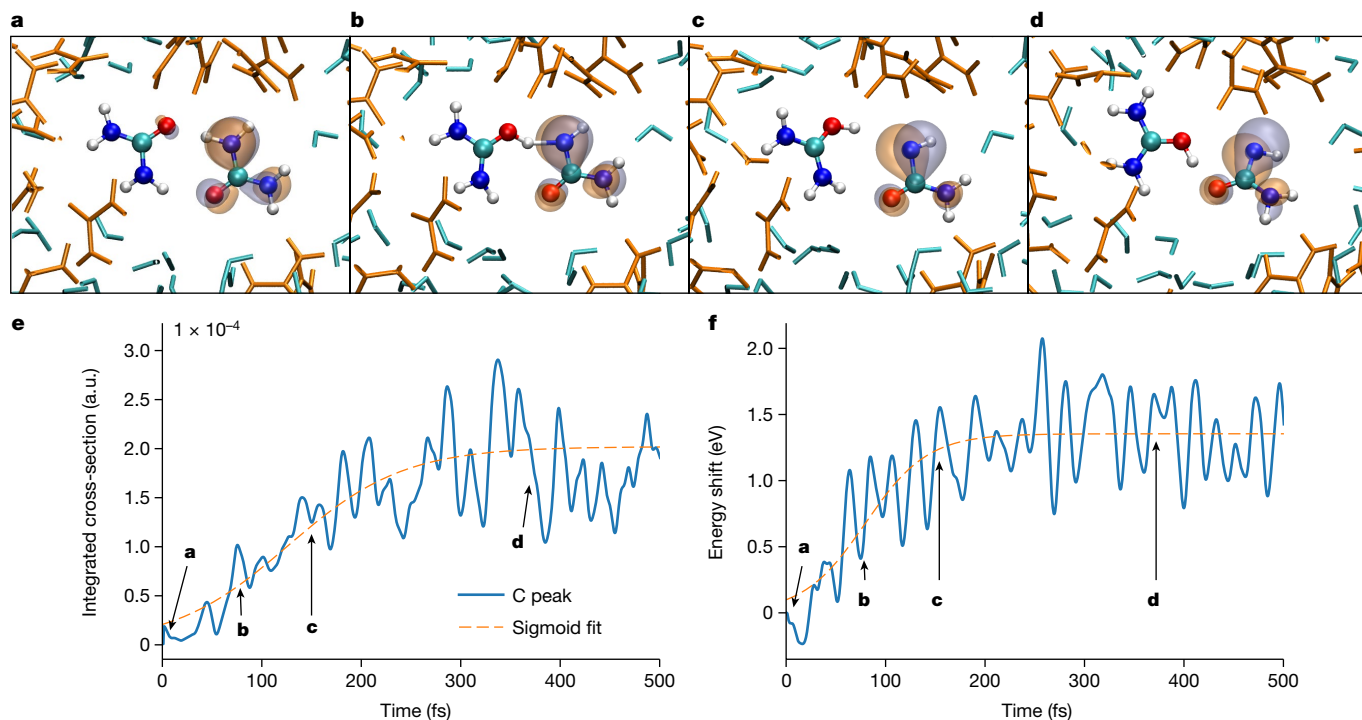 a
b
c
d
e
1 × 10⁻⁴
Integrated cross-section (a.u.)
3.0
2.5
2.0
1.5
1.0
0.5
0
a
b
c
d
C peak
Sigmoid fit
0
100
200
300
400
500
Time (fs)
f
Energy shift (eV)
2.0
1.5
1.0
0.5
0
a
b
c
d
0
100
200
300
400
500
Time (fs)